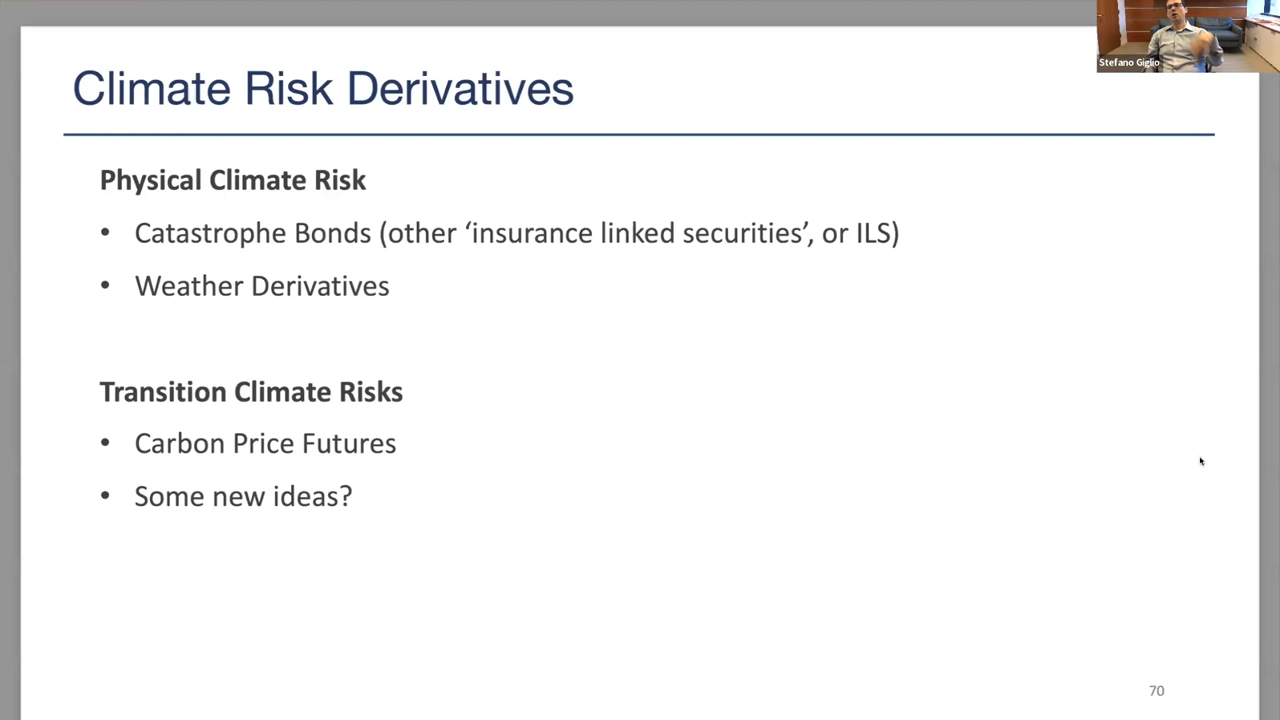 Climate Risk Derivatives
Stefano Giglio
Physical Climate Risk
• Catastrophe Bonds (other ‘insurance linked securities’, or ILS)
• Weather Derivatives
Transition Climate Risks
• Carbon Price Futures
• Some new ideas?
70